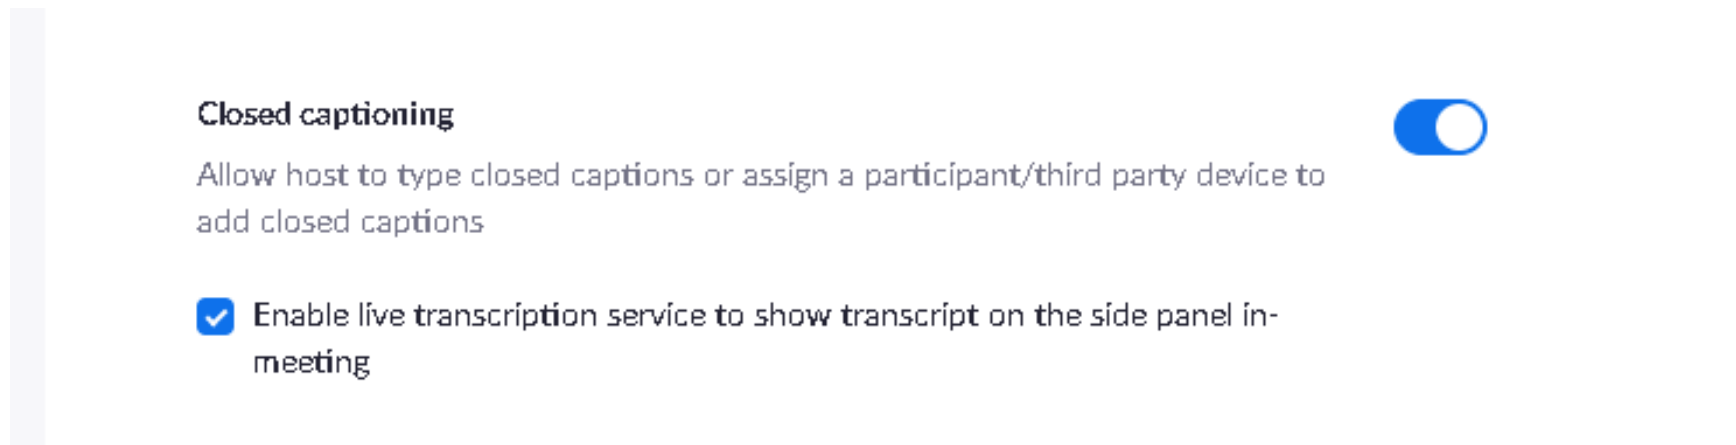 Closed captioning
Allow host to type closed captions or assign a participant/third party device to
add closed captions
Enable live transcription service to show transcript on the side panel in-
meeting